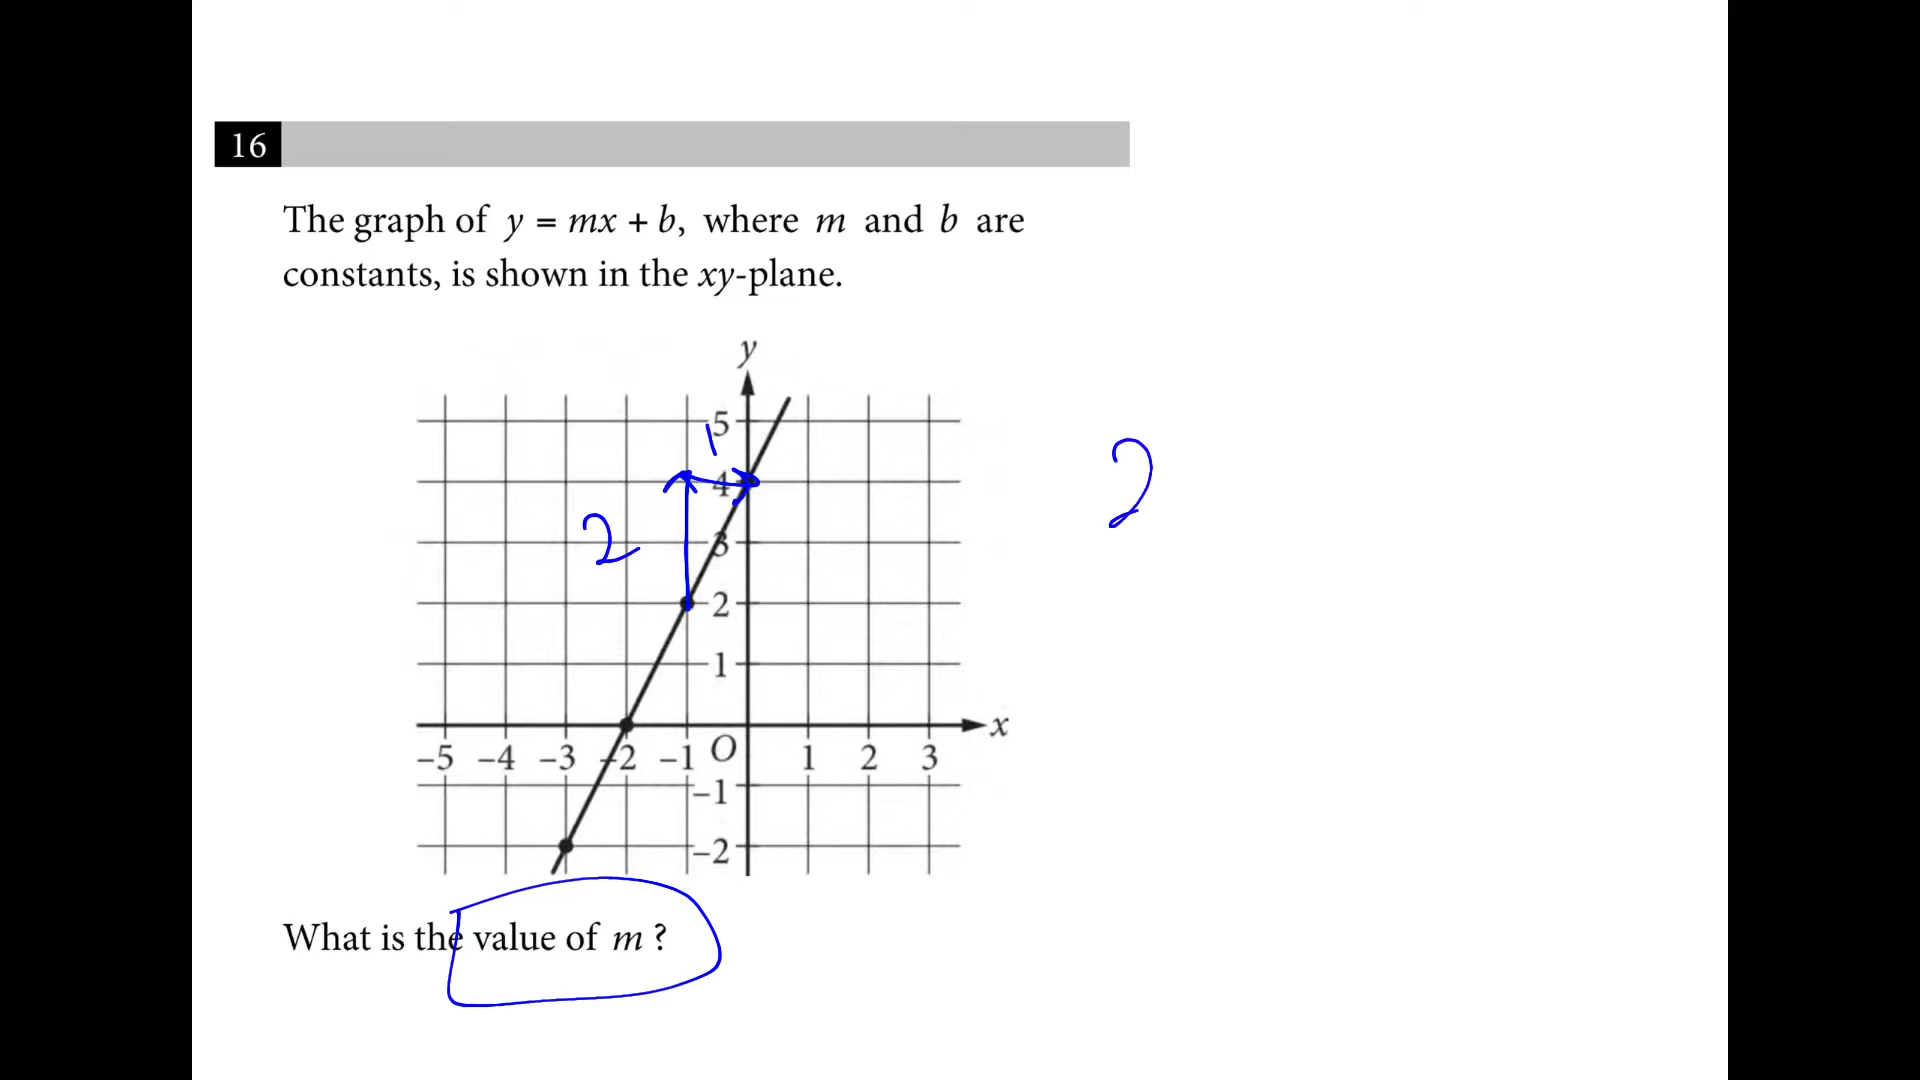 16
The graph of y = mx + b, where m and b are
constants, is shown in the xy-plane.
y
5
1
4
2
2
3
2
1
x
–5 –4 –3 –2 –1 O 1 2 3
–1
–2
What is the value of m ?